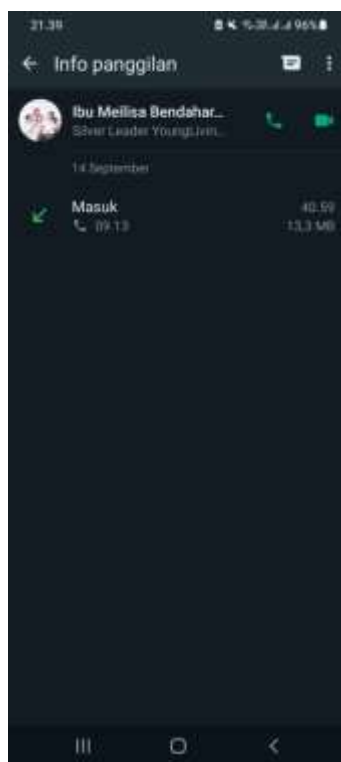 21.39 96%
Info panggilan
Ibu Meilisa Bendahar...
Silver Leader YoungLivin...
14 September
Masuk 40.59
09.13 13,3 MB